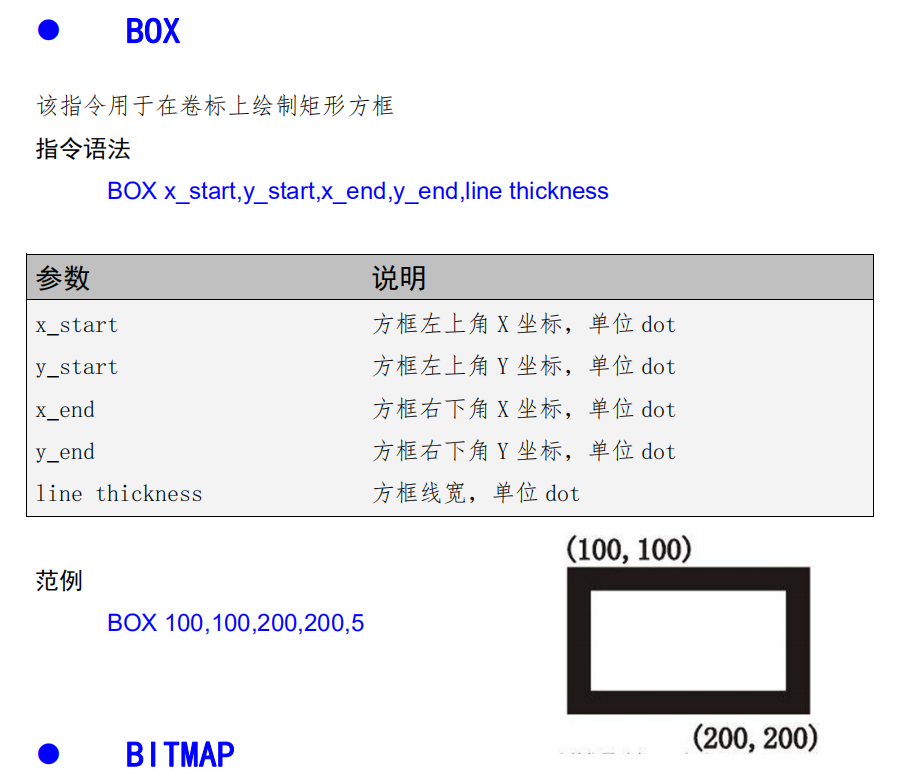 ● BOX
该指令用于在卷标上绘制矩形方框
指令语法
BOX x_start,y_start,x_end,y_end,line thickness
参数 说明
x_start 方框左上角 X 坐标，单位 dot
y_start 方框左上角 Y 坐标，单位 dot
x_end 方框右下角 X 坐标，单位 dot
y_end 方框右下角 Y 坐标，单位 dot
line thickness 方框线宽，单位 dot
(100,100)
范例
BOX 100,100,200,200,5
(200,200)
● BITMAP